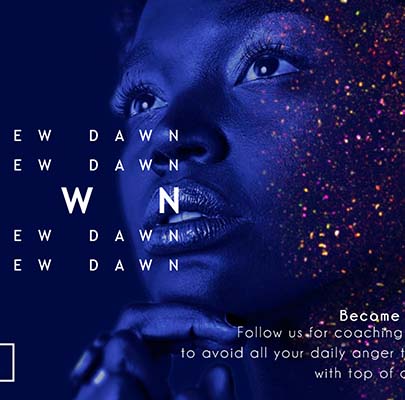 EW DAWN
EW DAWN
W N
EW DAWN
EW DAWN
Become
Follow us for coaching
to avoid all your daily anger
with top of